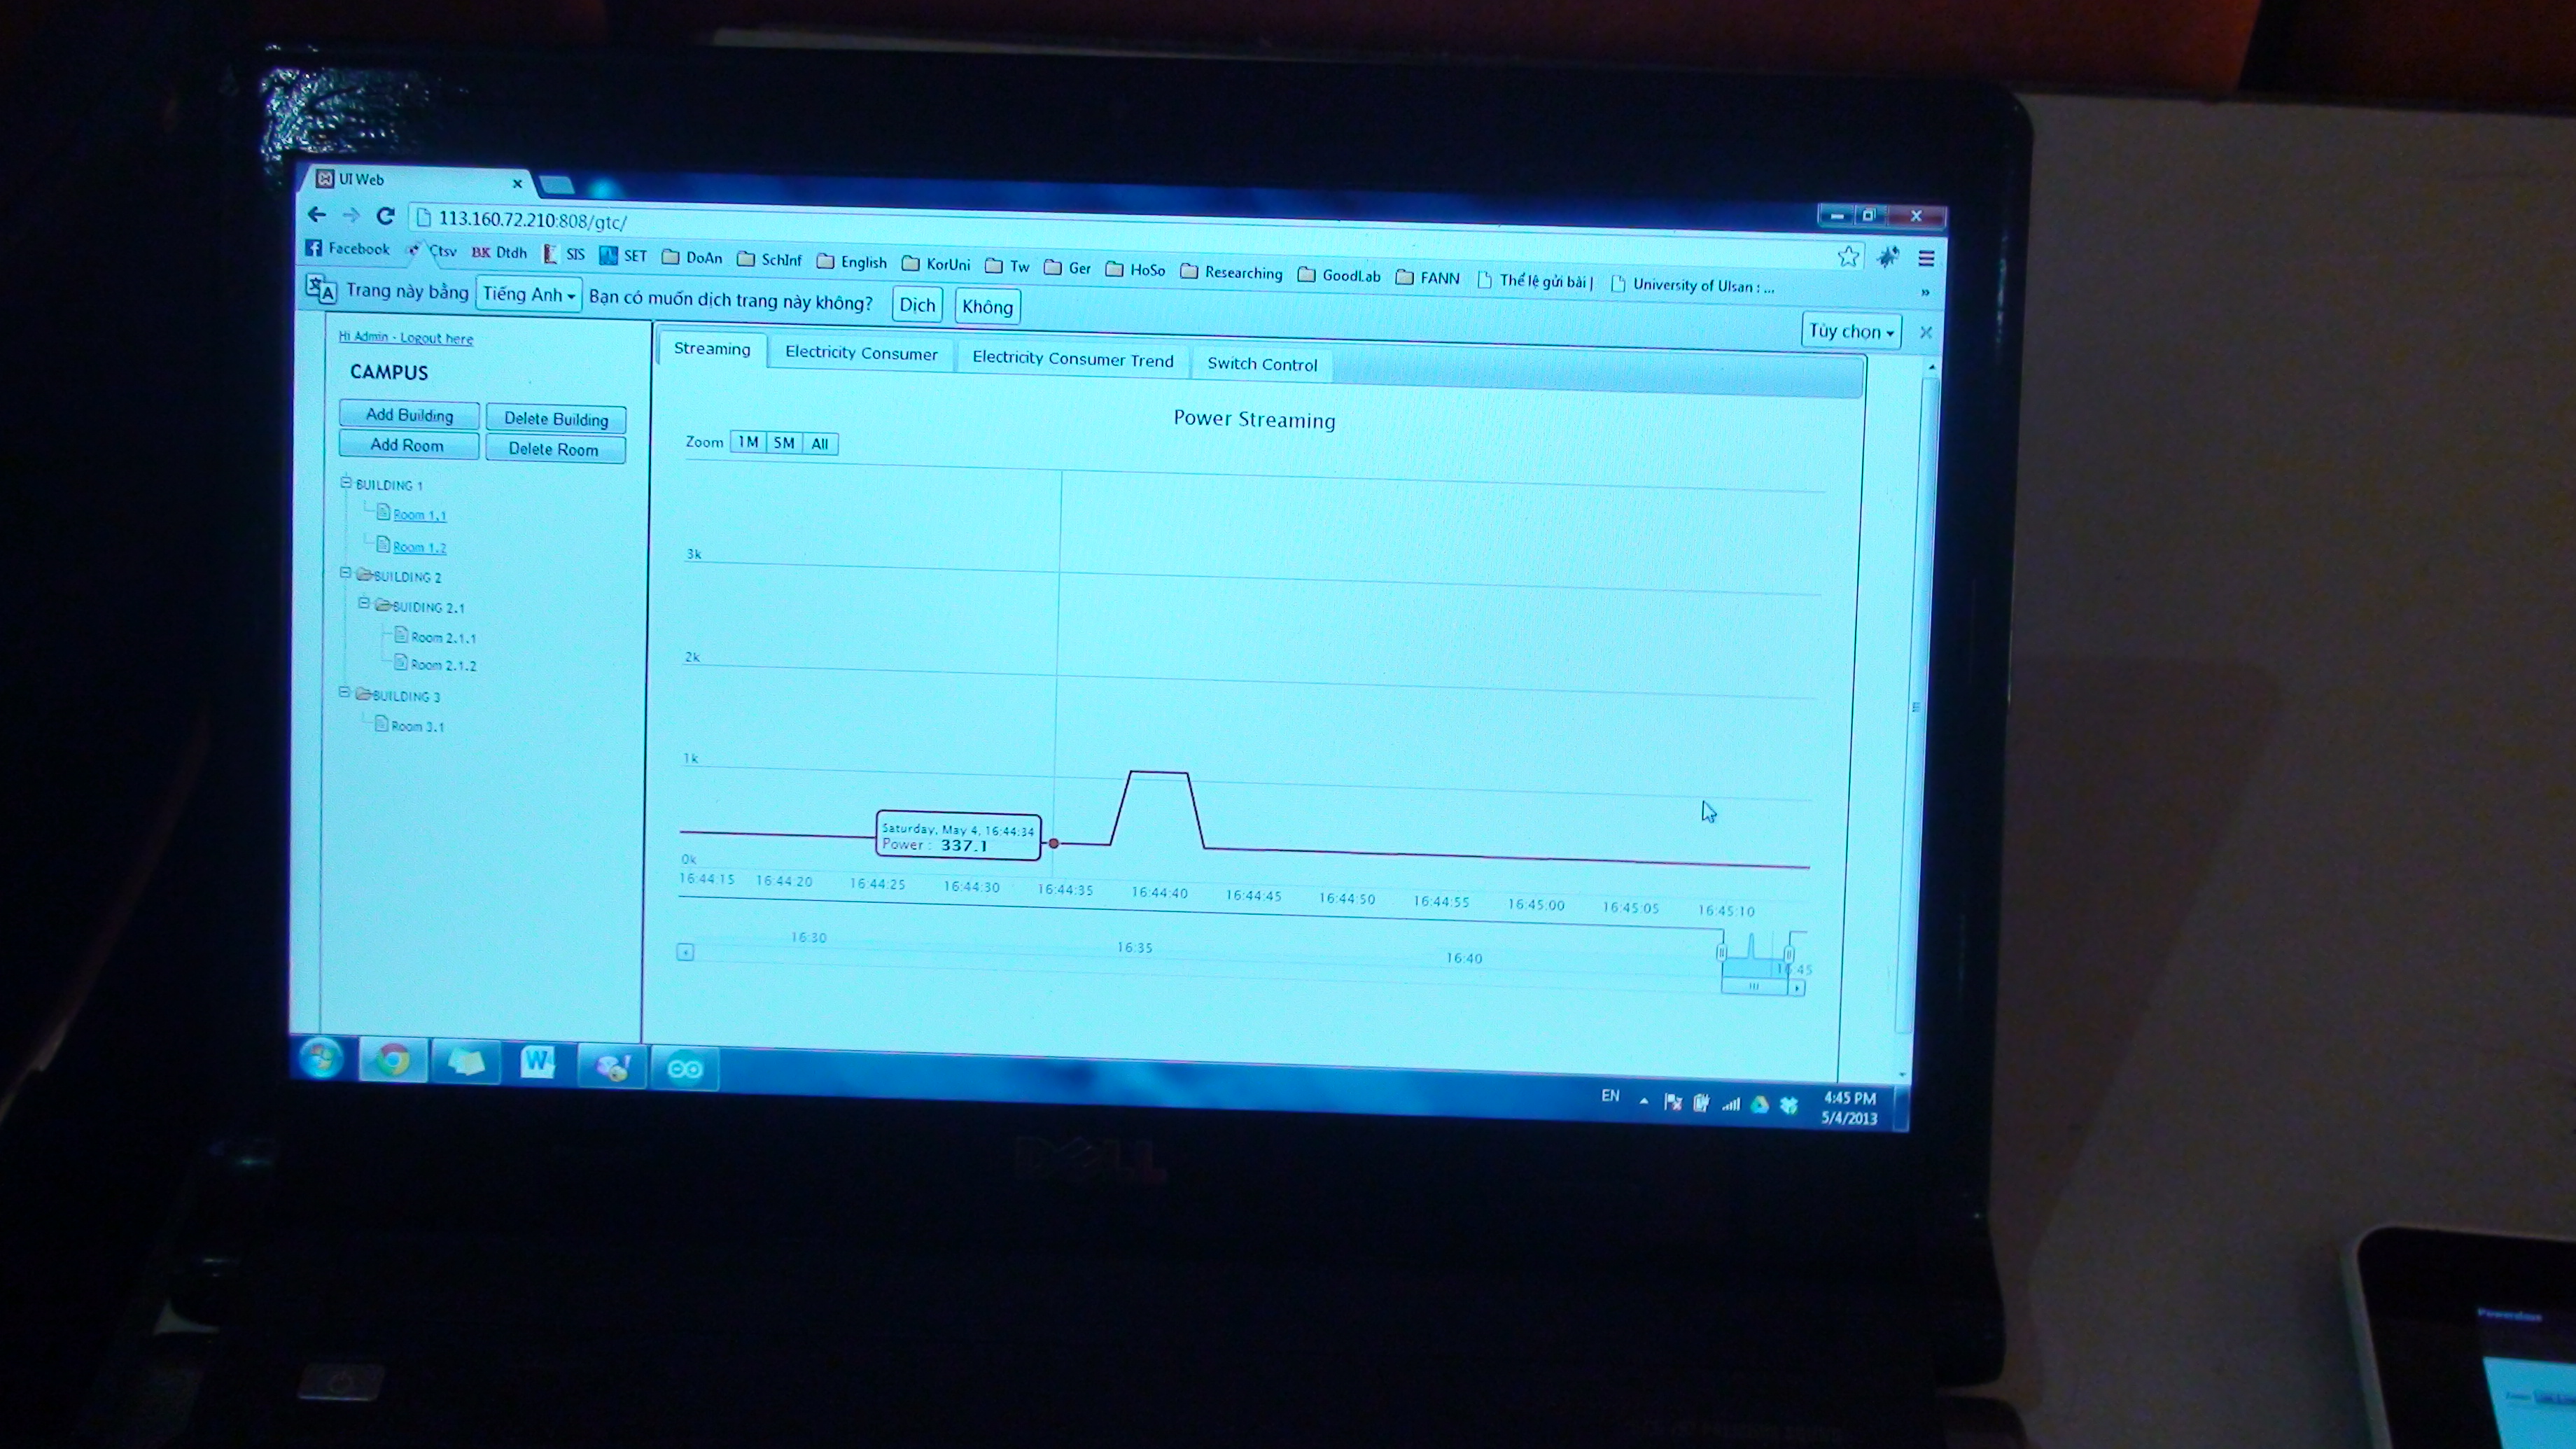 UI Web
113.160.72.210:808/gtc/
Facebook Ctsv BK Dtdh SIS SET DoAn SchInf English KorUni Tw Ger HoSo Researching GoodLab FANN Thể lệ gửi bài | University of Ulsan : ... »
Trang này bằng Tiếng Anh Bạn có muốn dịch trang này không? Dịch Không Tùy chọn
Hi Admin - Logout here
CAMPUS
Add Building Delete Building
Add Room Delete Room
BUILDING 1
Room 1.1
Room 1.2
BUILDING 2
BUIDING 2.1
Room 2.1.1
Room 2.1.2
BUILDING 3
Room 3.1
Streaming Electricity Consumer Electricity Consumer Trend Switch Control
Power Streaming
Zoom 1M 5M All
3k
2k
1k
Saturday, May 4, 16:44:34
Power : 337.1
0k
16:44:15 16:44:20 16:44:25 16:44:30 16:44:35 16:44:40 16:44:45 16:44:50 16:44:55 16:45:00 16:45:05 16:45:10
16:30 16:35 16:40 16:45
EN
4:45 PM
5/4/2013
DELL